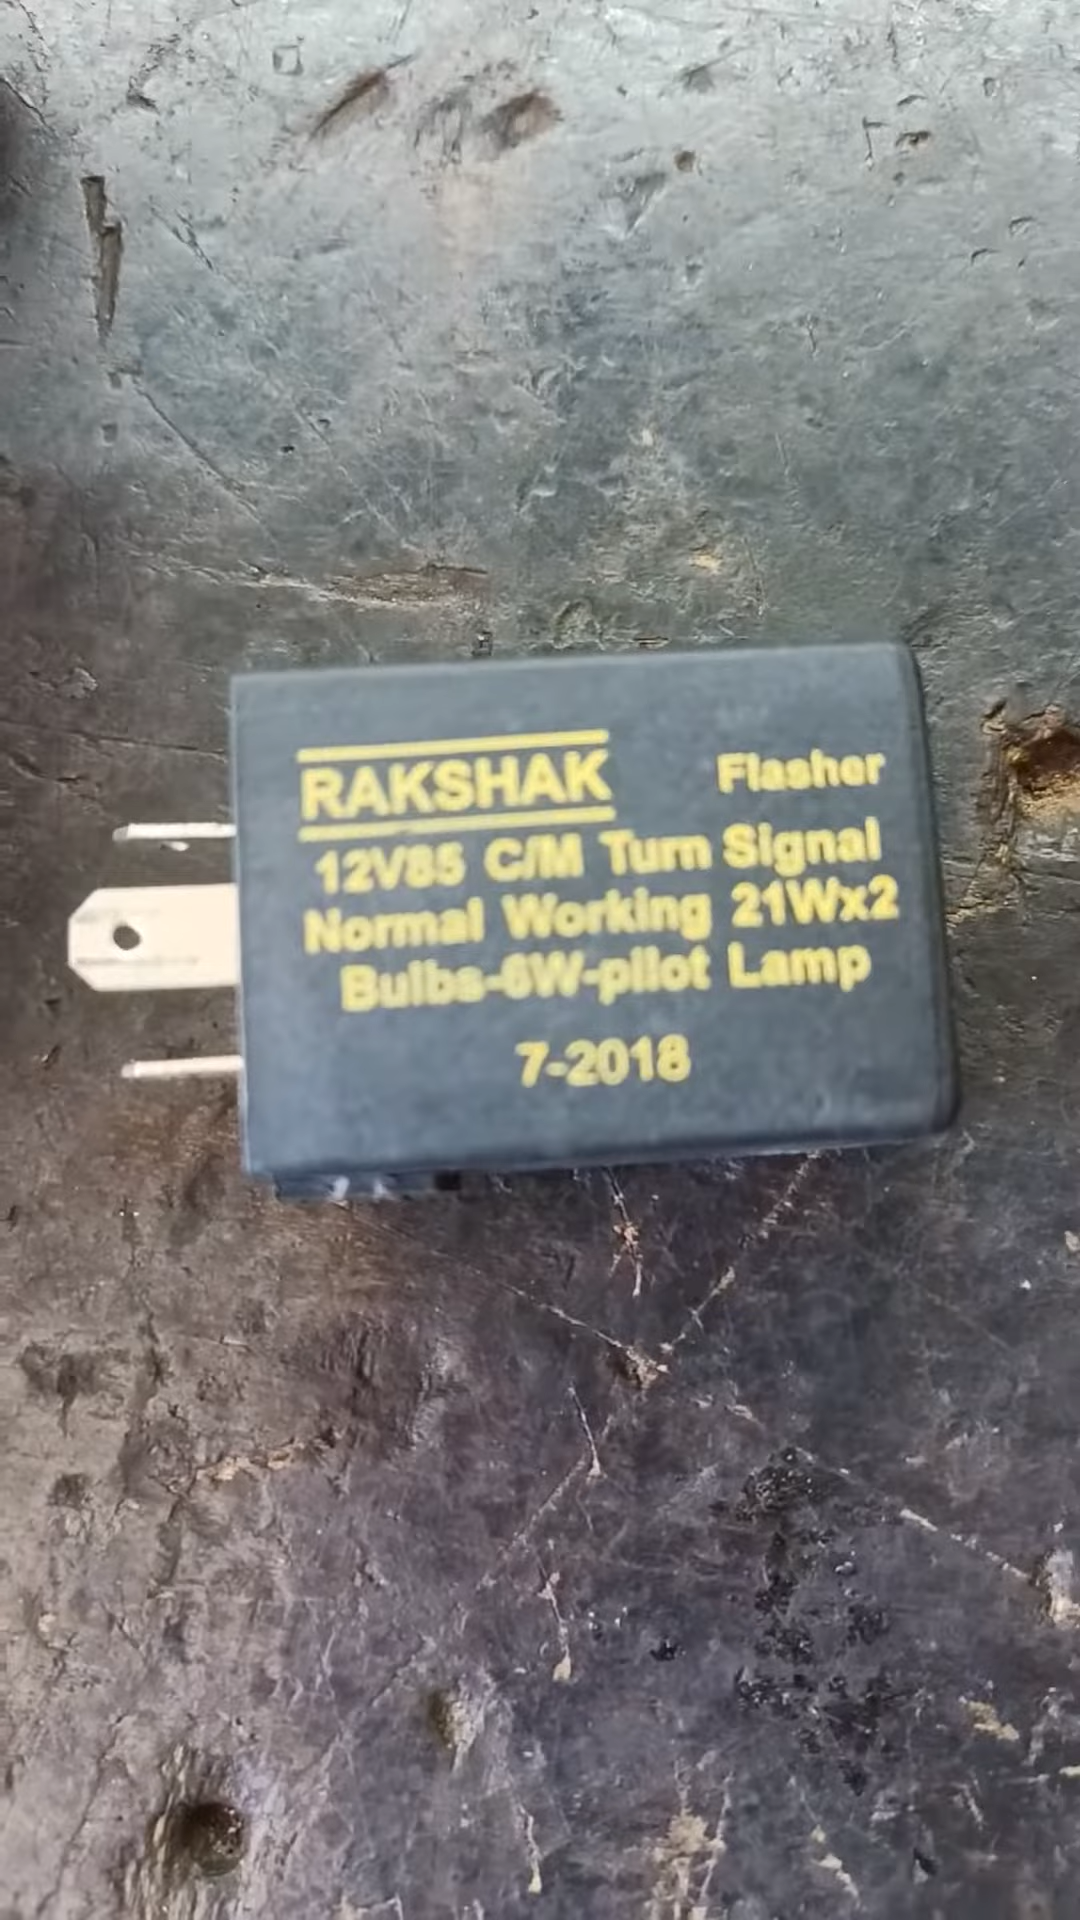 RAKSHAK Flasher
12V85 C/M Turn Signal
Normal Working 21Wx2
Bulbs-6W-pilot Lamp
7-2018